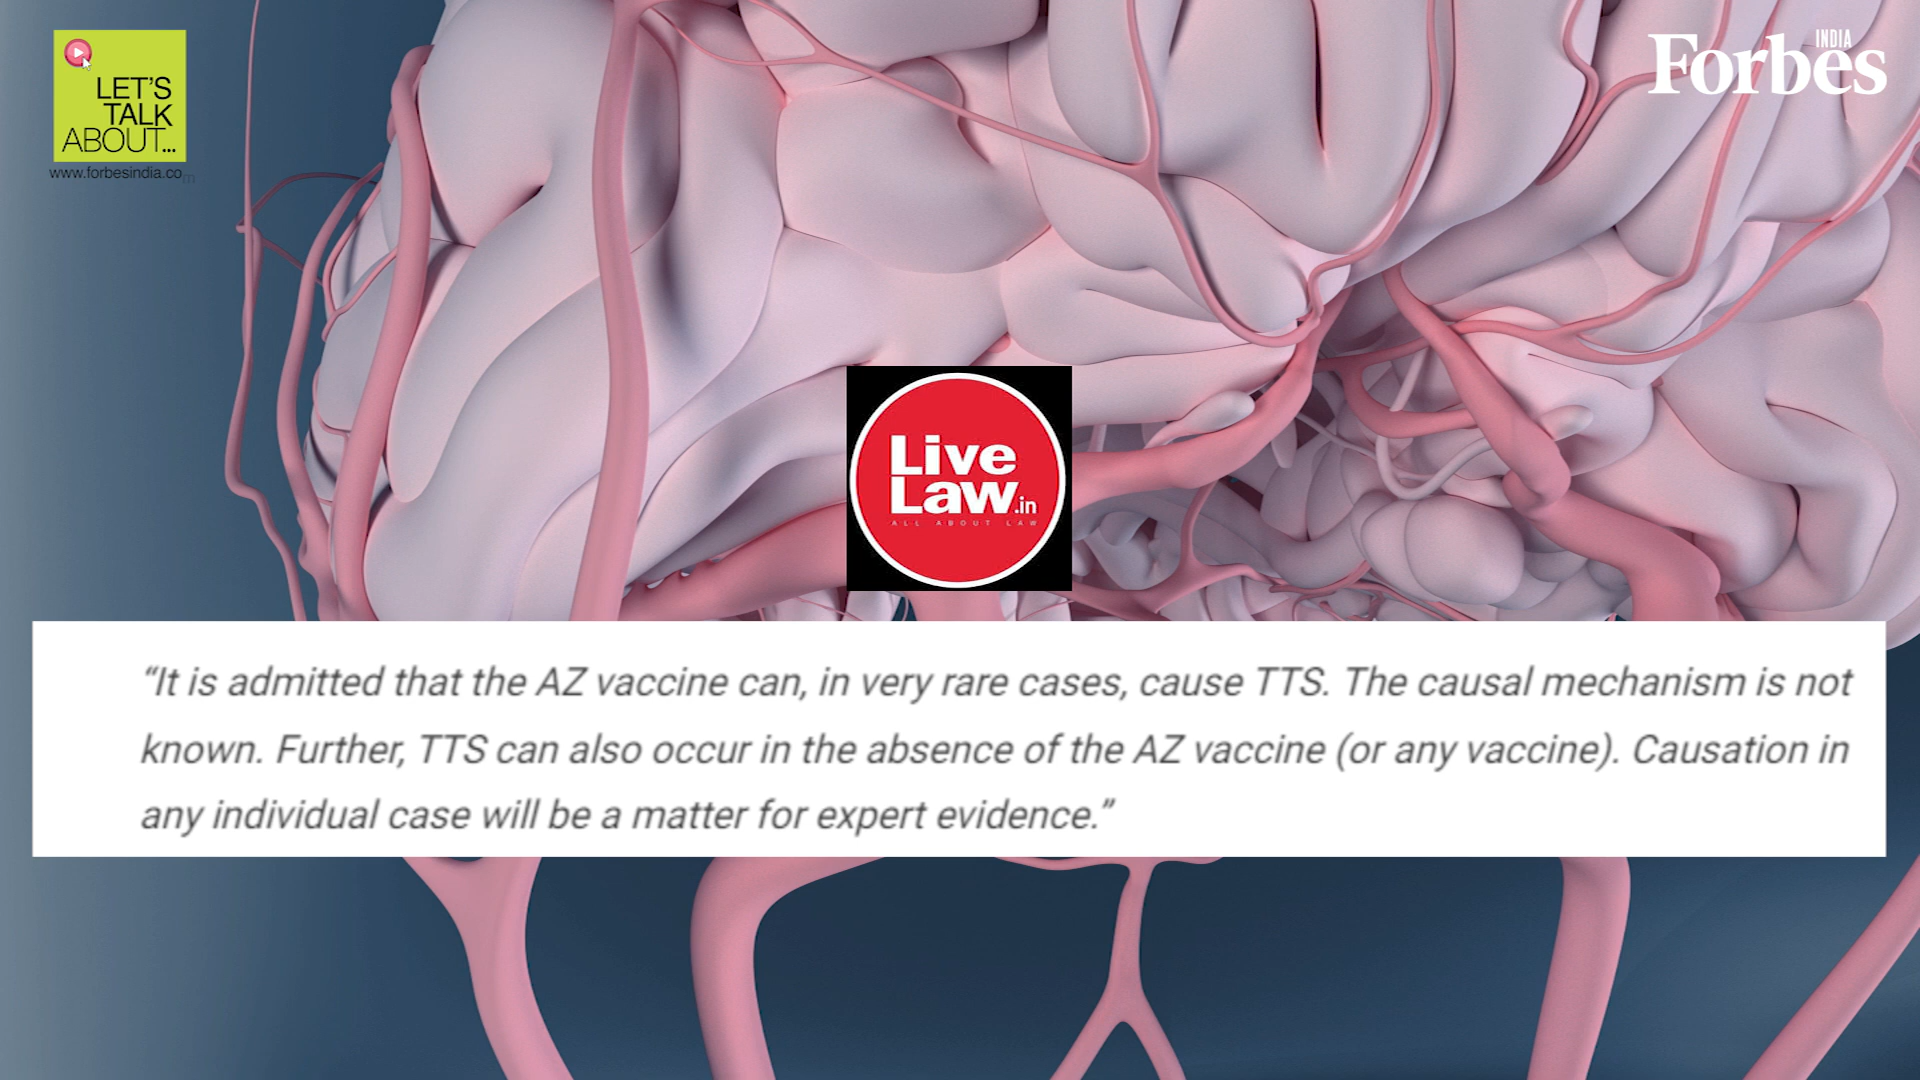 LET'S
TALK
ABOUT...
www.forbesindia.com
Forbes
INDIA
Live
Law.in
ALL ABOUT LAW
“It is admitted that the AZ vaccine can, in very rare cases, cause TTS. The causal mechanism is not
known. Further, TTS can also occur in the absence of the AZ vaccine (or any vaccine). Causation in
any individual case will be a matter for expert evidence.”